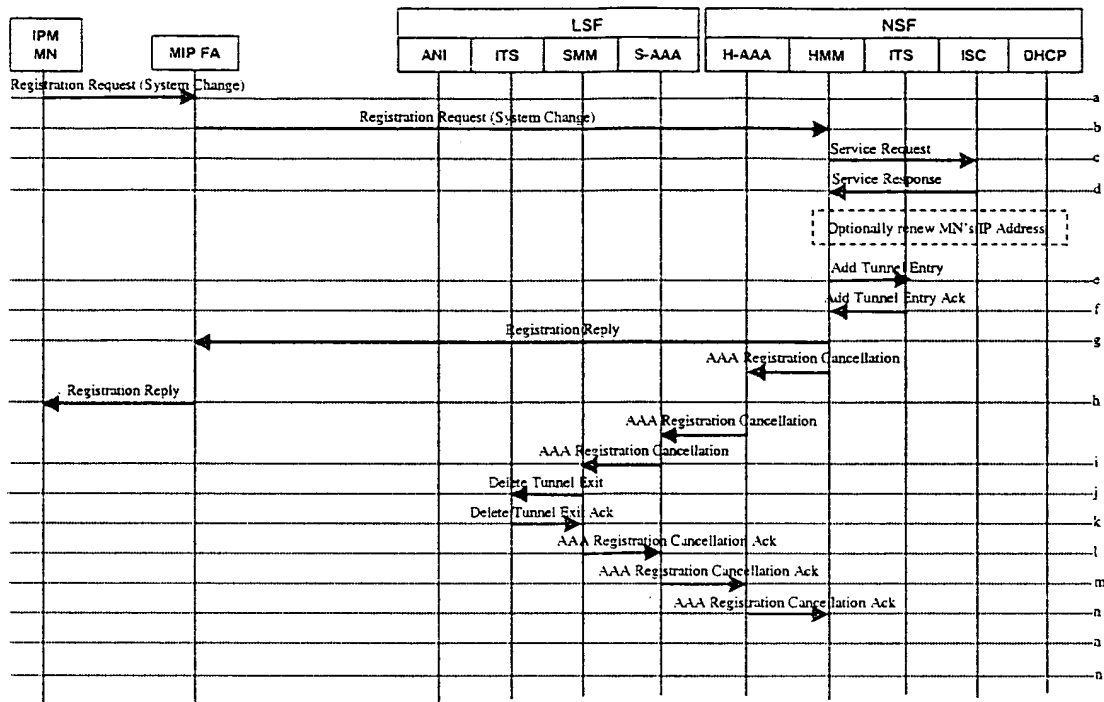 LSF
NSF
IPM
MN
MIP FA
ANI
ITS
SMM
S-AAA
H-AAA
HMM
ITS
ISC
DHCP
Registration Request (System Change)
a
Registration Request (System Change)
b
Service Request
c
Service Response
d
Optionally renew MN's IP Address
Add Tunnel Entry
e
Add Tunnel Entry Ack
f
Registration Reply
g
AAA Registration Cancellation
Registration Reply
h
AAA Registration Cancellation
AAA Registration Cancellation
i
Delete Tunnel Exit
j
Delete Tunnel Exit Ack
k
AAA Registration Cancellation Ack
l
AAA Registration Cancellation Ack
m
AAA Registration Cancellation Ack
n
n
n